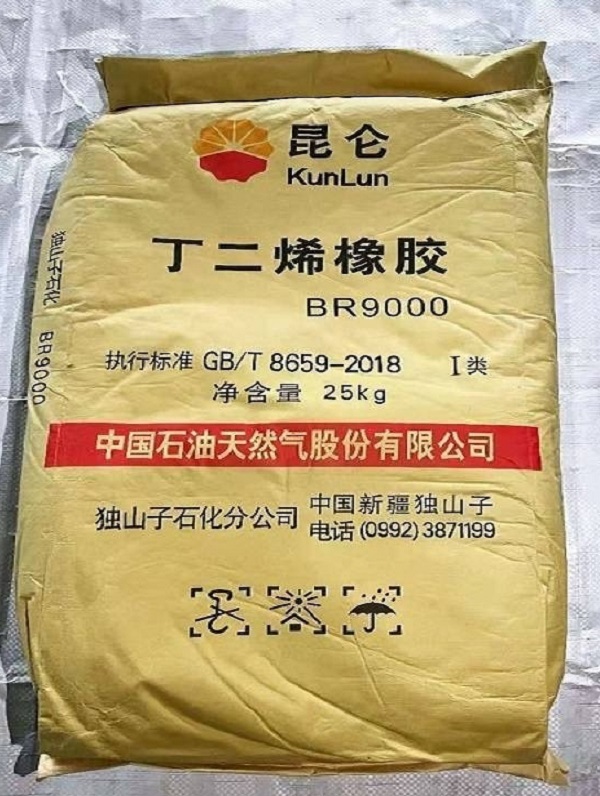 昆仑
KunLun
丁二烯橡胶
BR9000
执行标准 GB/T 8659-2018 I类
净含量 25kg
中国石油天然气股份有限公司
独山子石化分公司
中国新疆独山子
电话 (0992) 3871199
独山子石化 BR9000